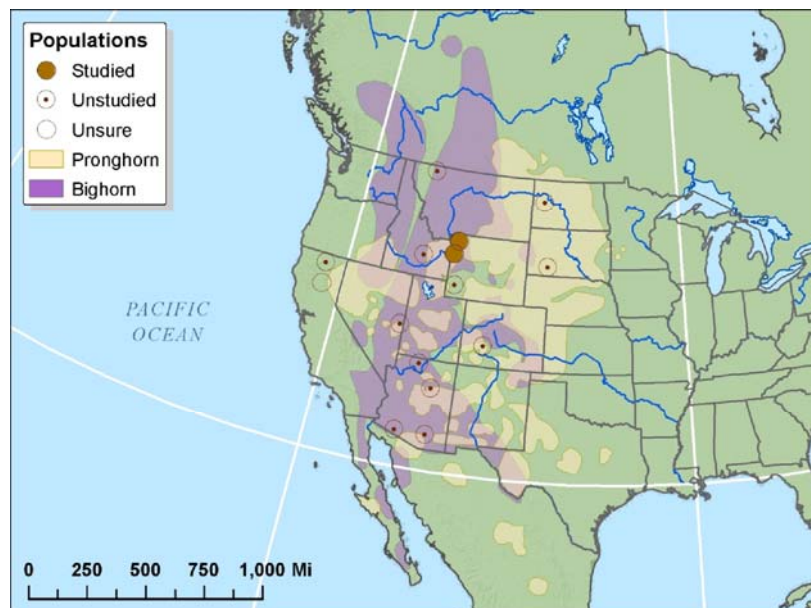 Populations
Studied
Unstudied
Unsure
Pronghorn
Bighorn
PACIFIC
OCEAN
0 250 500 750 1,000 Mi